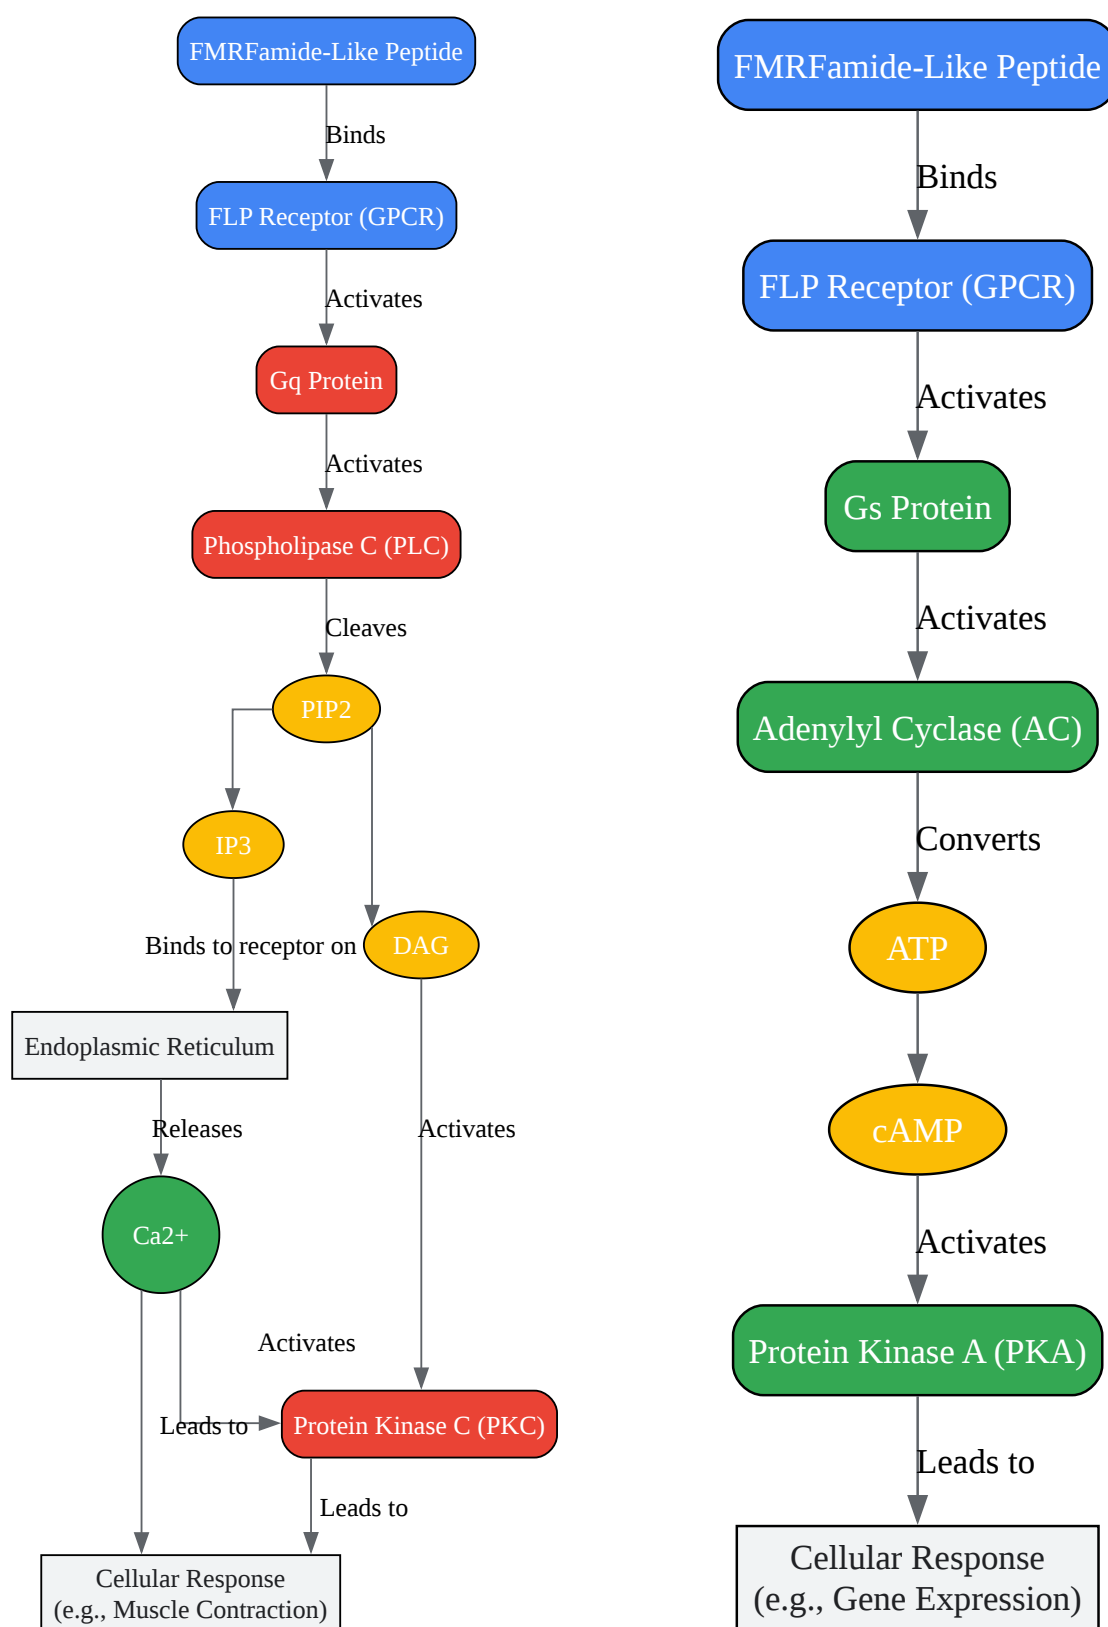 FMRFamide-Like Peptide
Binds
FLP Receptor (GPCR)
Activates
Gq Protein
Activates
Phospholipase C (PLC)
Cleaves
PIP2
IP3
Binds to receptor on
DAG
Endoplasmic Reticulum
Releases
Activates
Ca2+
Activates
Leads to
Protein Kinase C (PKC)
Leads to
Cellular Response
(e.g., Muscle Contraction)
FMRFamide-Like Peptide
Binds
FLP Receptor (GPCR)
Activates
Gs Protein
Activates
Adenylyl Cyclase (AC)
Converts
ATP
cAMP
Activates
Protein Kinase A (PKA)
Leads to
Cellular Response
(e.g., Gene Expression)